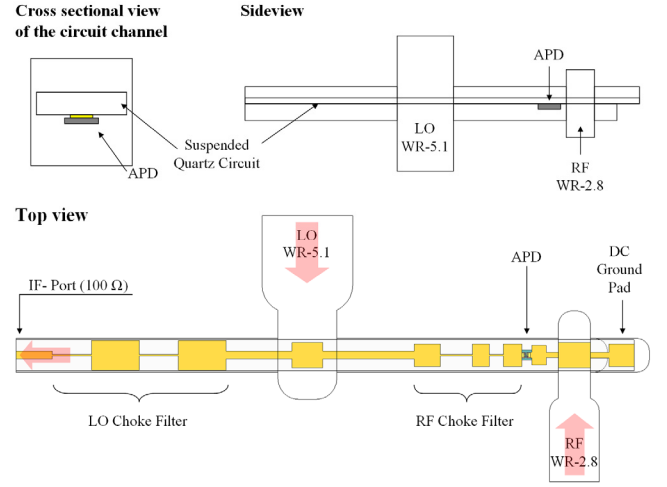 Cross sectional view
of the circuit channel
Sideview
APD
LO
WR-5.1
Suspended
Quartz Circuit
APD
RF
WR-2.8
Top view
LO
WR-5.1
IF- Port (100 Ω)
APD
DC
Ground
Pad
LO Choke Filter
RF Choke Filter
RF
WR-2.8